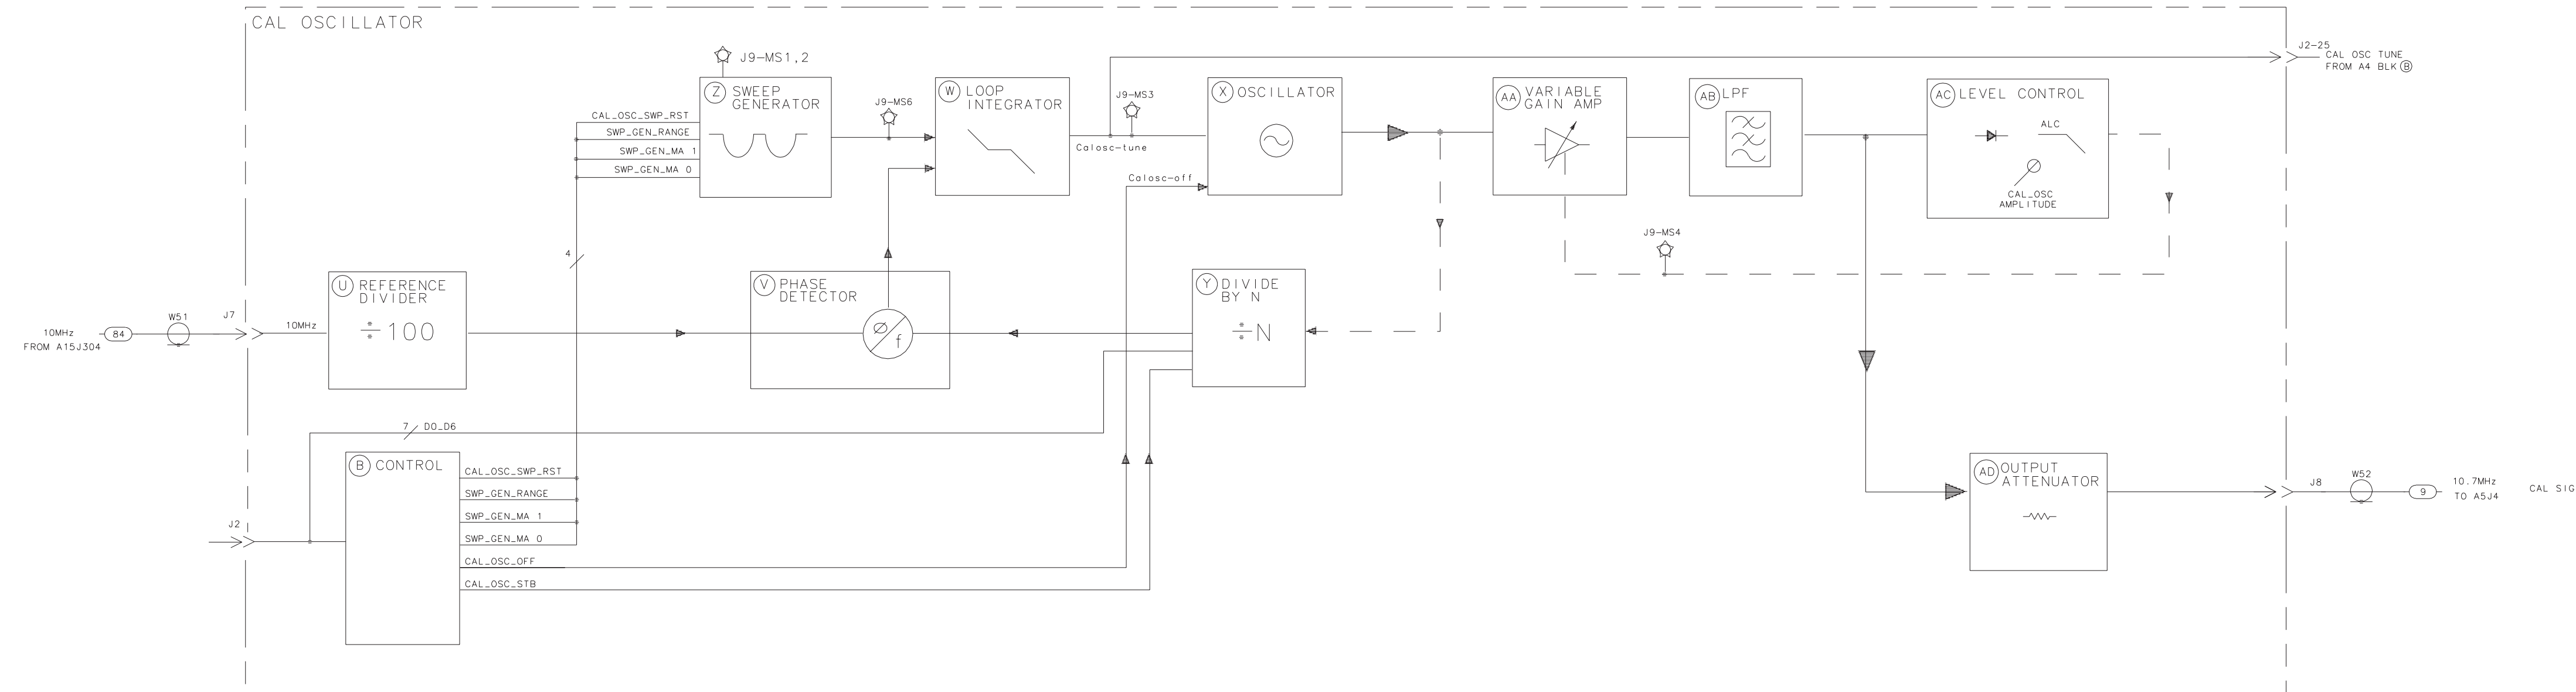 CAL OSCILLATOR
J9-MS1,2
J2-25
CAL OSC TUNE
FROM A4 BLK B
Z SWEEP
GENERATOR
J9-MS6
W LOOP
INTEGRATOR
J9-MS3
X OSCILLATOR
AA VARIABLE
GAIN AMP
AB LPF
AC LEVEL CONTROL
ALC
CAL_OSC
AMPLITUDE
CAL_OSC_SWP_RST
SWP_GEN_RANGE
SWP_GEN_MA 1
SWP_GEN_MA 0
Calosc-tune
Calosc-off
J9-MS4
4
U REFERENCE
DIVIDER
÷100
V PHASE
DETECTOR
Ø
f
Y DIVIDE
BY N
÷N
10MHz
FROM A15J304
84
W51
J7
10MHz
7 DO_D6
B CONTROL
CAL_OSC_SWP_RST
SWP_GEN_RANGE
SWP_GEN_MA 1
SWP_GEN_MA 0
CAL_OSC_OFF
CAL_OSC_STB
J2
AD OUTPUT
ATTENUATOR
J8
W52
9
10.7MHz
TO A5J4
CAL SIG